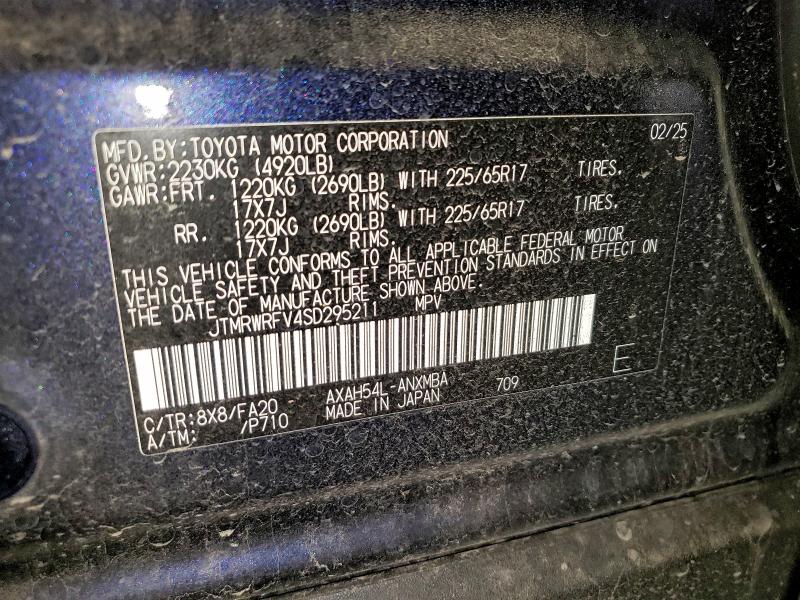 MFD.BY:TOYOTA MOTOR CORPORATION 02/25
GVWR:2230KG (4920LB)
GAWR:FRT. 1220KG (2690LB) WITH 225/65R17 TIRES.
17X7J RIMS.
RR. 1220KG (2690LB) WITH 225/65R17 TIRES.
17X7J RIMS.
THIS VEHICLE CONFORMS TO ALL APPLICABLE FEDERAL MOTOR
VEHICLE SAFETY AND THEFT PREVENTION STANDARDS IN EFFECT ON
THE DATE OF MANUFACTURE SHOWN ABOVE.
JTMRWRFV4SD295211 MPV
E
C/TR:8X8/FA20 AXAH54L-ANXMBA 709
A/TM: /P710 MADE IN JAPAN